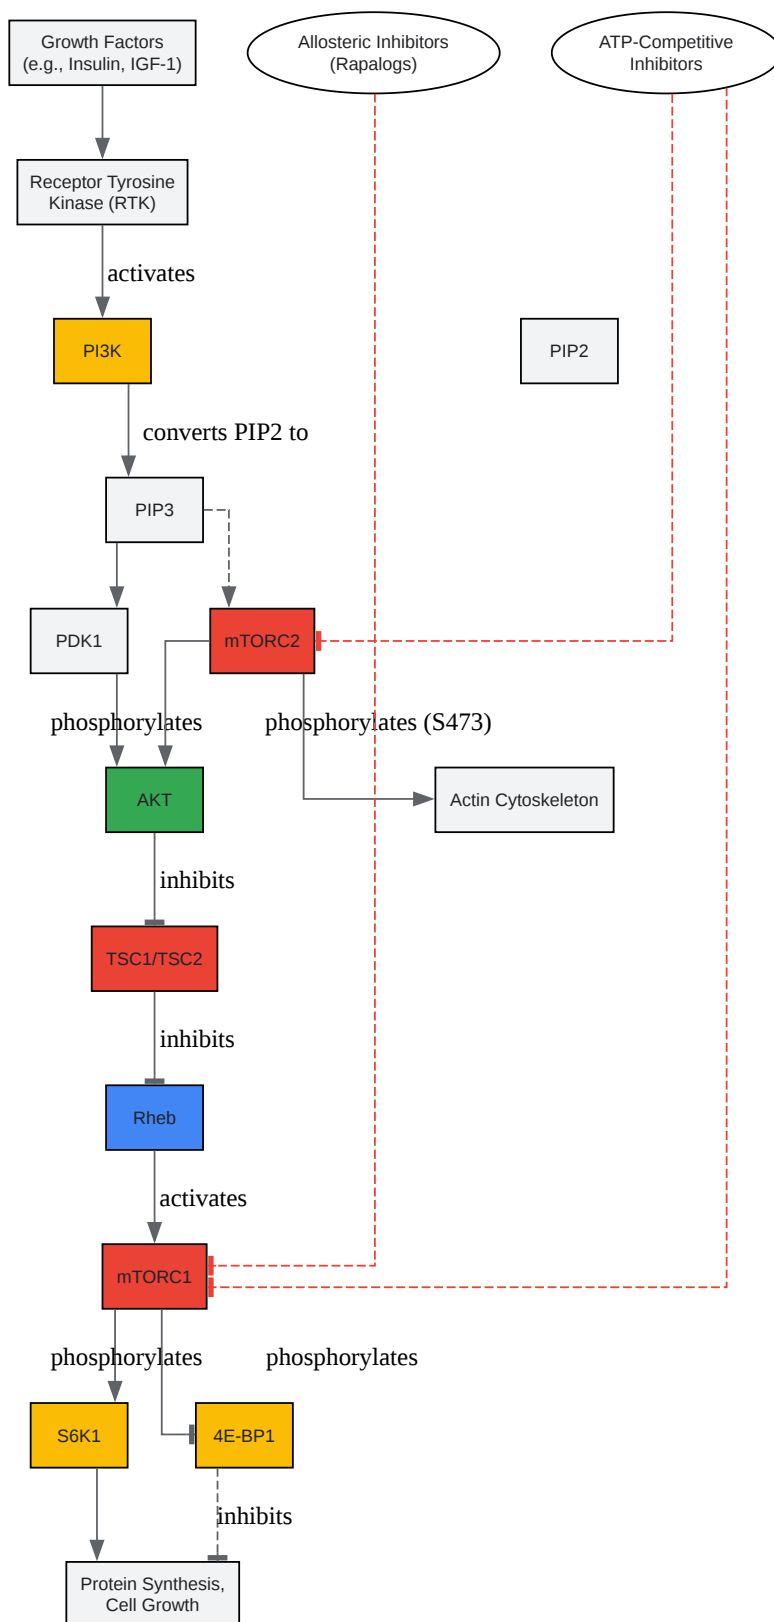 Growth Factors
(e.g., Insulin, IGF-1)
Allosteric Inhibitors
(Rapalogs)
ATP-Competitive
Inhibitors
Receptor Tyrosine
Kinase (RTK)
activates
PI3K
PIP2
converts PIP2 to
PIP3
PDK1
mTORC2
phosphorylates
phosphorylates (S473)
AKT
Actin Cytoskeleton
inhibits
TSC1/TSC2
inhibits
Rheb
activates
mTORC1
phosphorylates
phosphorylates
S6K1
4E-BP1
inhibits
Protein Synthesis,
Cell Growth